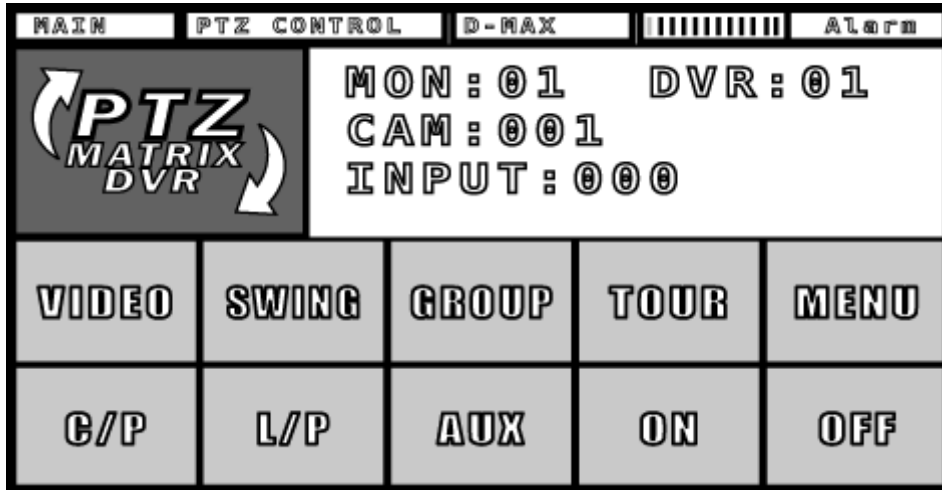 MAIN PTZ CONTROL D-MAX Alarm
PTZ
MATRIX
DVR
MON:01 DVR:01
CAM:001
INPUT:000
VIDEO SWING GROUP TOUR MENU
C/P L/P AUX ON OFF